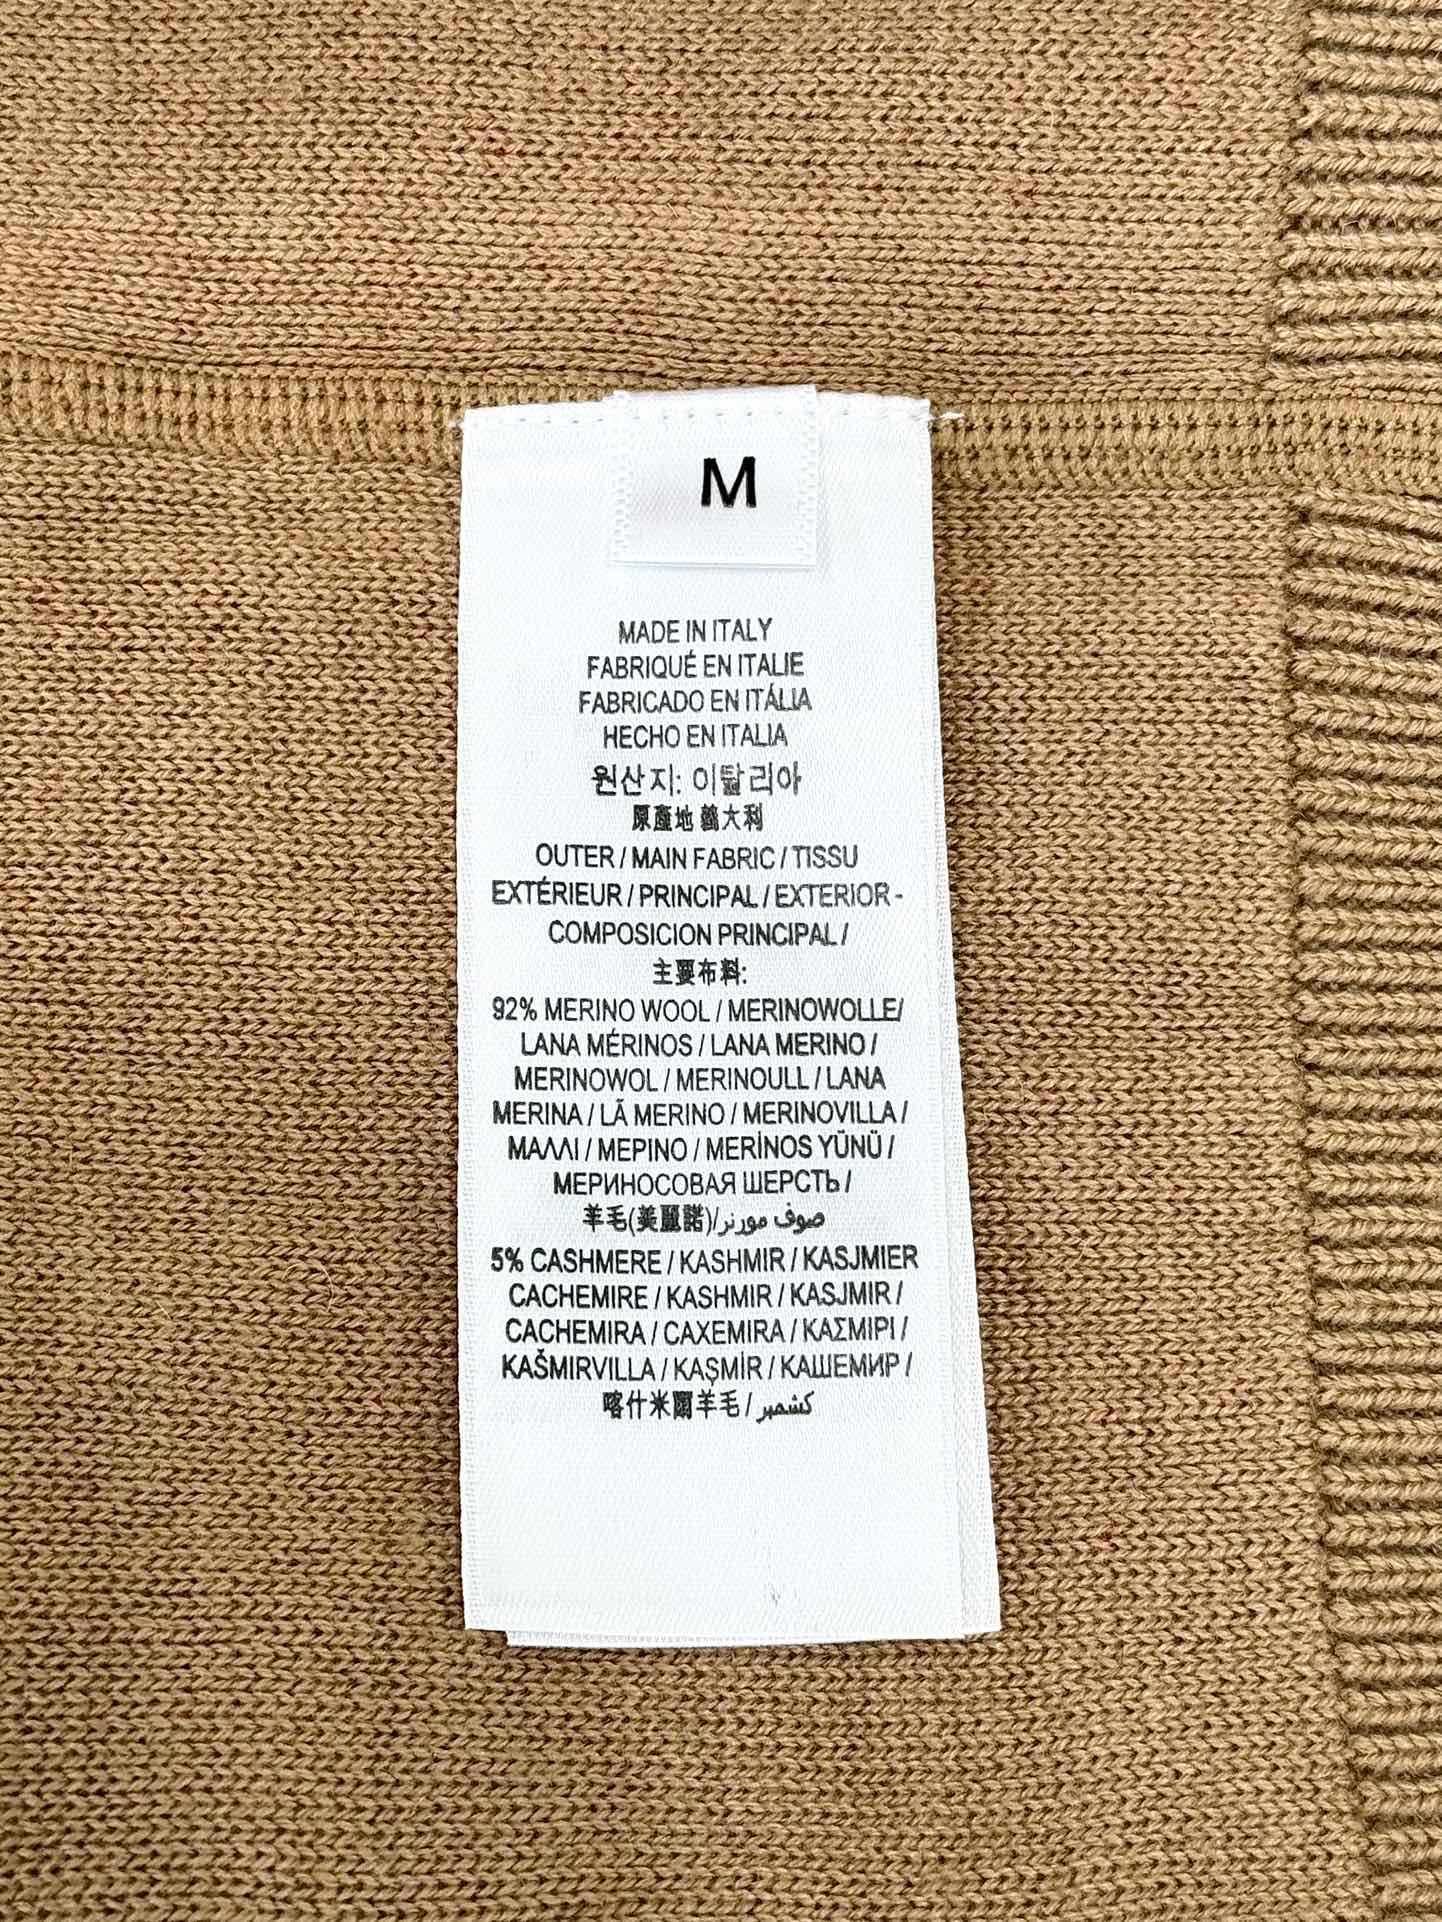 M
MADE IN ITALY
FABRIQUÉ EN ITALIE
FABRICADO EN ITÁLIA
HECHO EN ITALIA
원산지: 이탈리아
原產地 義大利
OUTER / MAIN FABRIC / TISSU
EXTÉRIEUR / PRINCIPAL / EXTERIOR -
COMPOSICION PRINCIPAL /
主要布料:
92% MERINO WOOL / MERINOWOLLE/
LANA MÉRINOS / LANA MERINO /
MERINOWOL / MERINOULL / LANA
MERINA / LÃ MERINO / MERINOVILLA /
ΜΑΛΛΙ / ΜΕΡΙΝΟ / MERİNOS YŪNŪ /
МЕРИНОСОВАЯ ШЕРСТЬ /
羊毛(美麗諾)/صوف مورنر
5% CASHMERE / KASHMIR / KASJMIER
CACHEMIRE / KASHMIR / KASJMIR /
CACHEMIRA / CAXEMIRA / ΚΑΣΜΙΡΙ /
KAŠMIRVILLA / KAŞMİR / КАШЕМИР /
喀什米爾羊毛 / كشمير